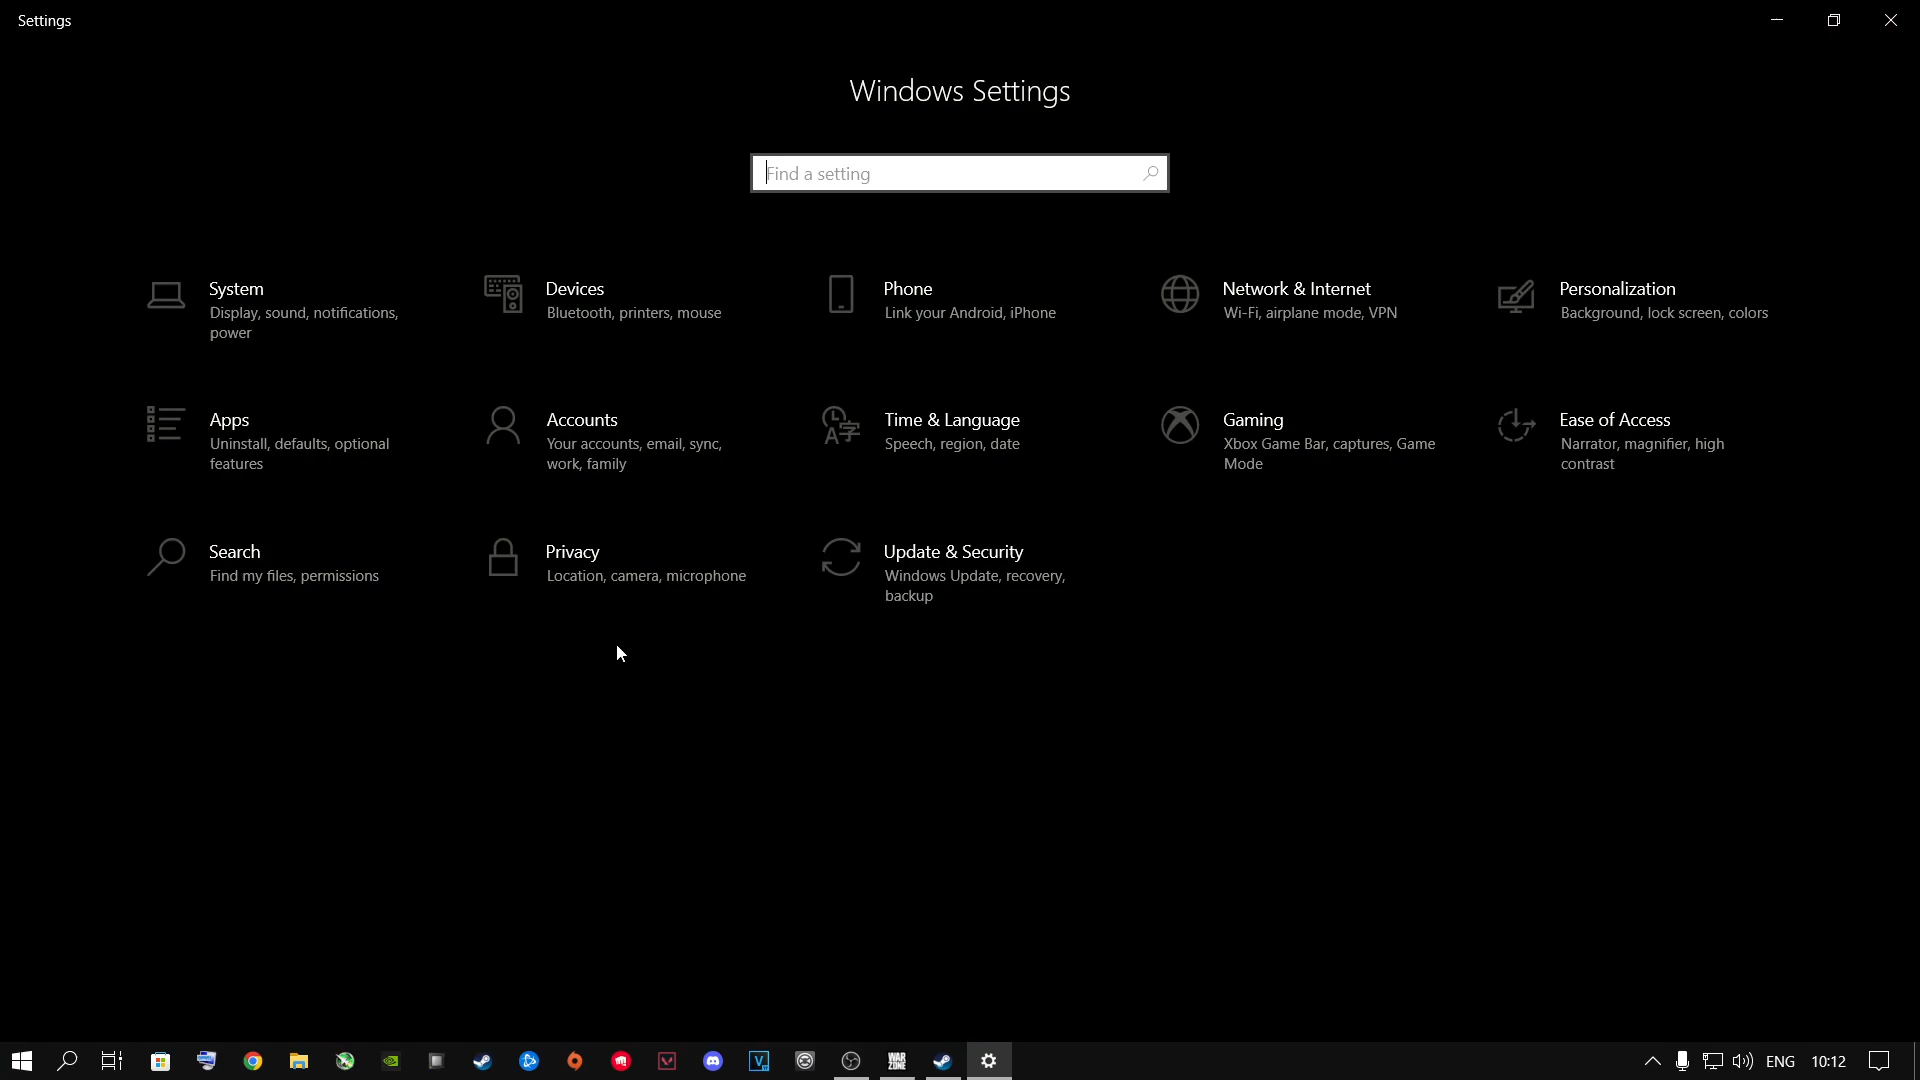 Settings
Windows Settings
Find a setting
System
Display, sound, notifications,
power
Devices
Bluetooth, printers, mouse
Phone
Link your Android, iPhone
Network & Internet
Wi-Fi, airplane mode, VPN
Personalization
Background, lock screen, colors
Apps
Uninstall, defaults, optional
features
Accounts
Your accounts, email, sync,
work, family
Time & Language
Speech, region, date
Gaming
Xbox Game Bar, captures, Game
Mode
Ease of Access
Narrator, magnifier, high
contrast
Search
Find my files, permissions
Privacy
Location, camera, microphone
Update & Security
Windows Update, recovery,
backup
WAR
ZONE
ENG
10:12